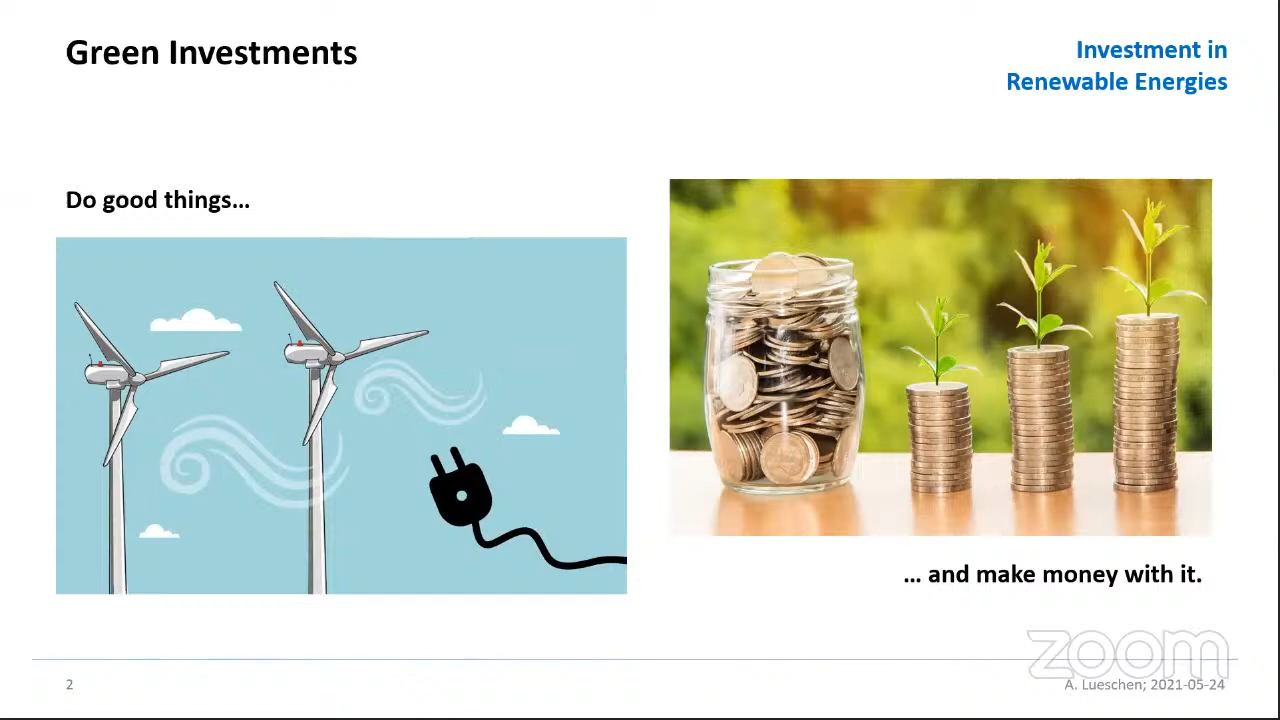 Green Investments
Investment in
Renewable Energies
Do good things...
... and make money with it.
zoom
2
A. Lueschen; 2021-05-24